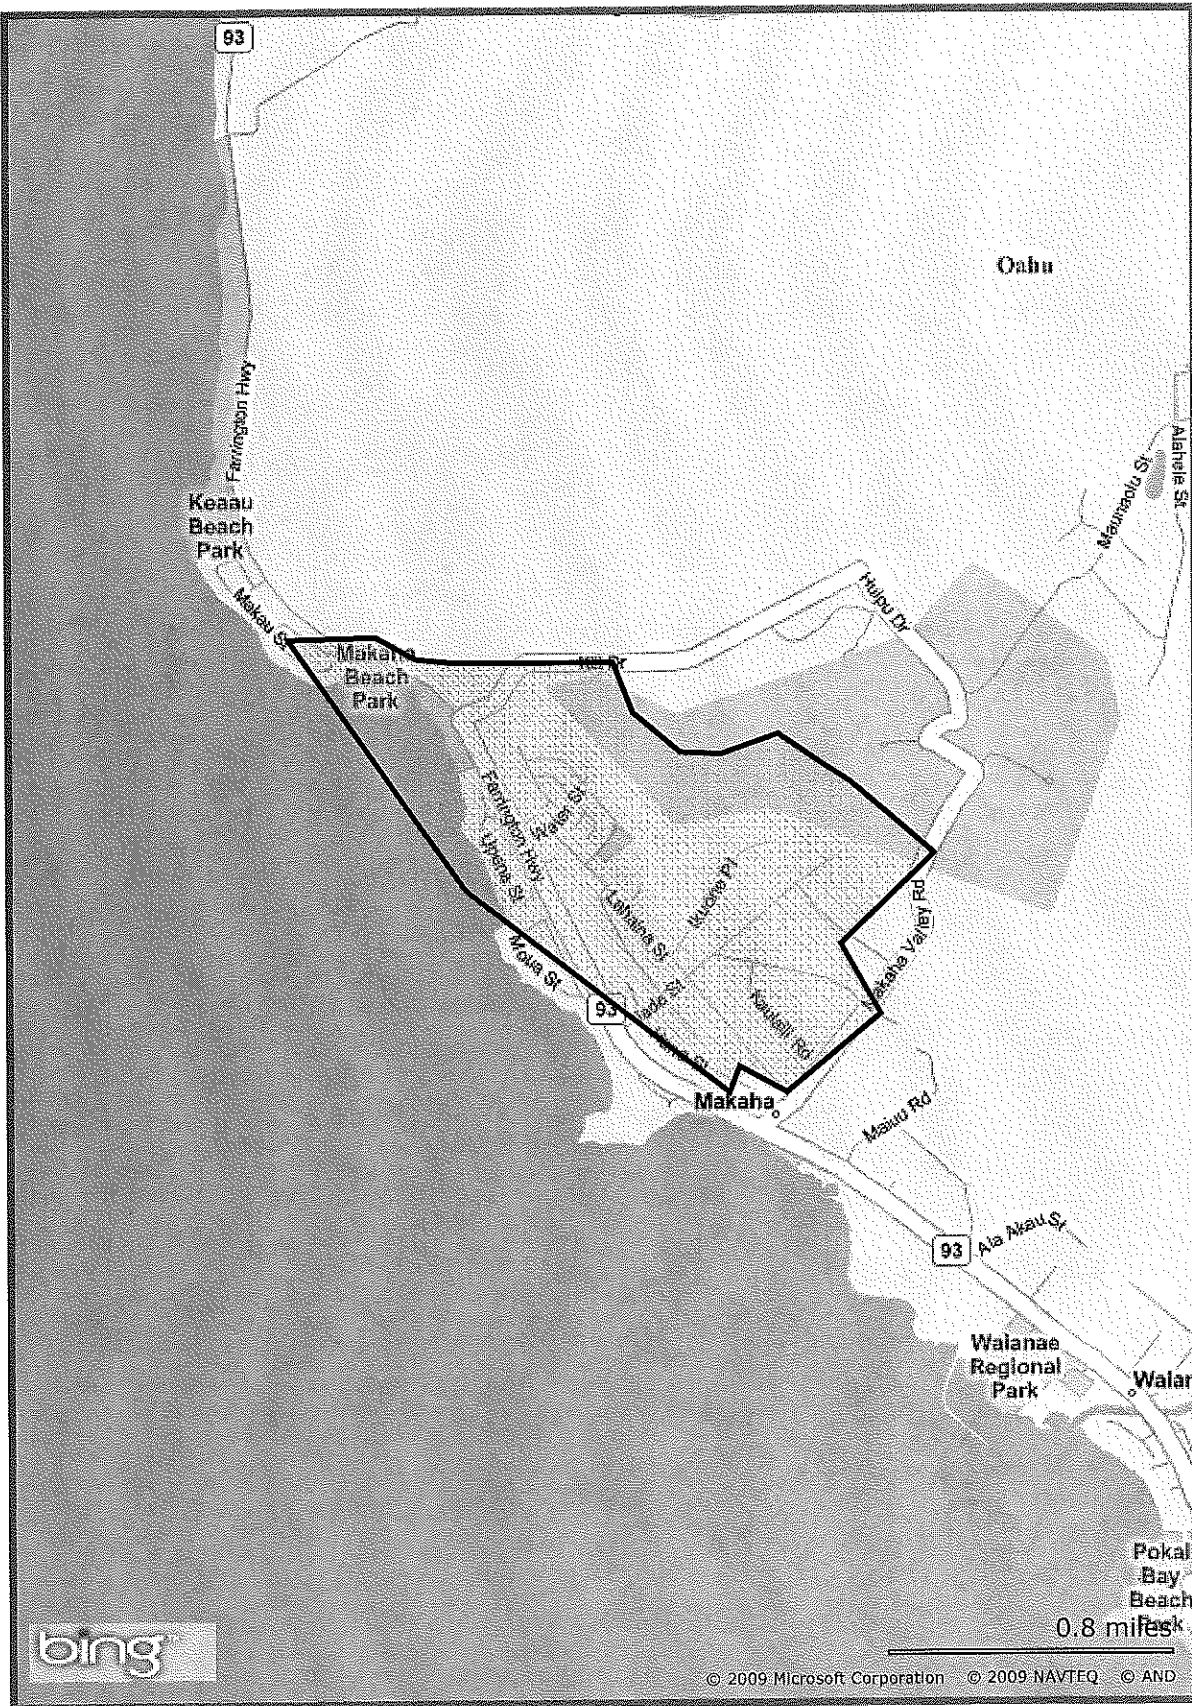 93
Oahu
Farrington Hwy
Alahele St
Maunaolu St
Keaau
Beach
Park
Huipu Dr
Makau St
Makaha
Beach
Park
Kili Dr
Farrington Hwy
Water St
Upena St
Lahaina St
Ikuone Pl
Makaha Valley Rd
Moua St
93
Jade St
Kaulalli Rd
Makaha
Maiuu Rd
93
Ala Akau St
Waianae
Regional
Park
Waian
Pokai
Bay
Beach
Park
0.8 miles
bing
© 2009 Microsoft Corporation © 2009 NAVTEQ © AND